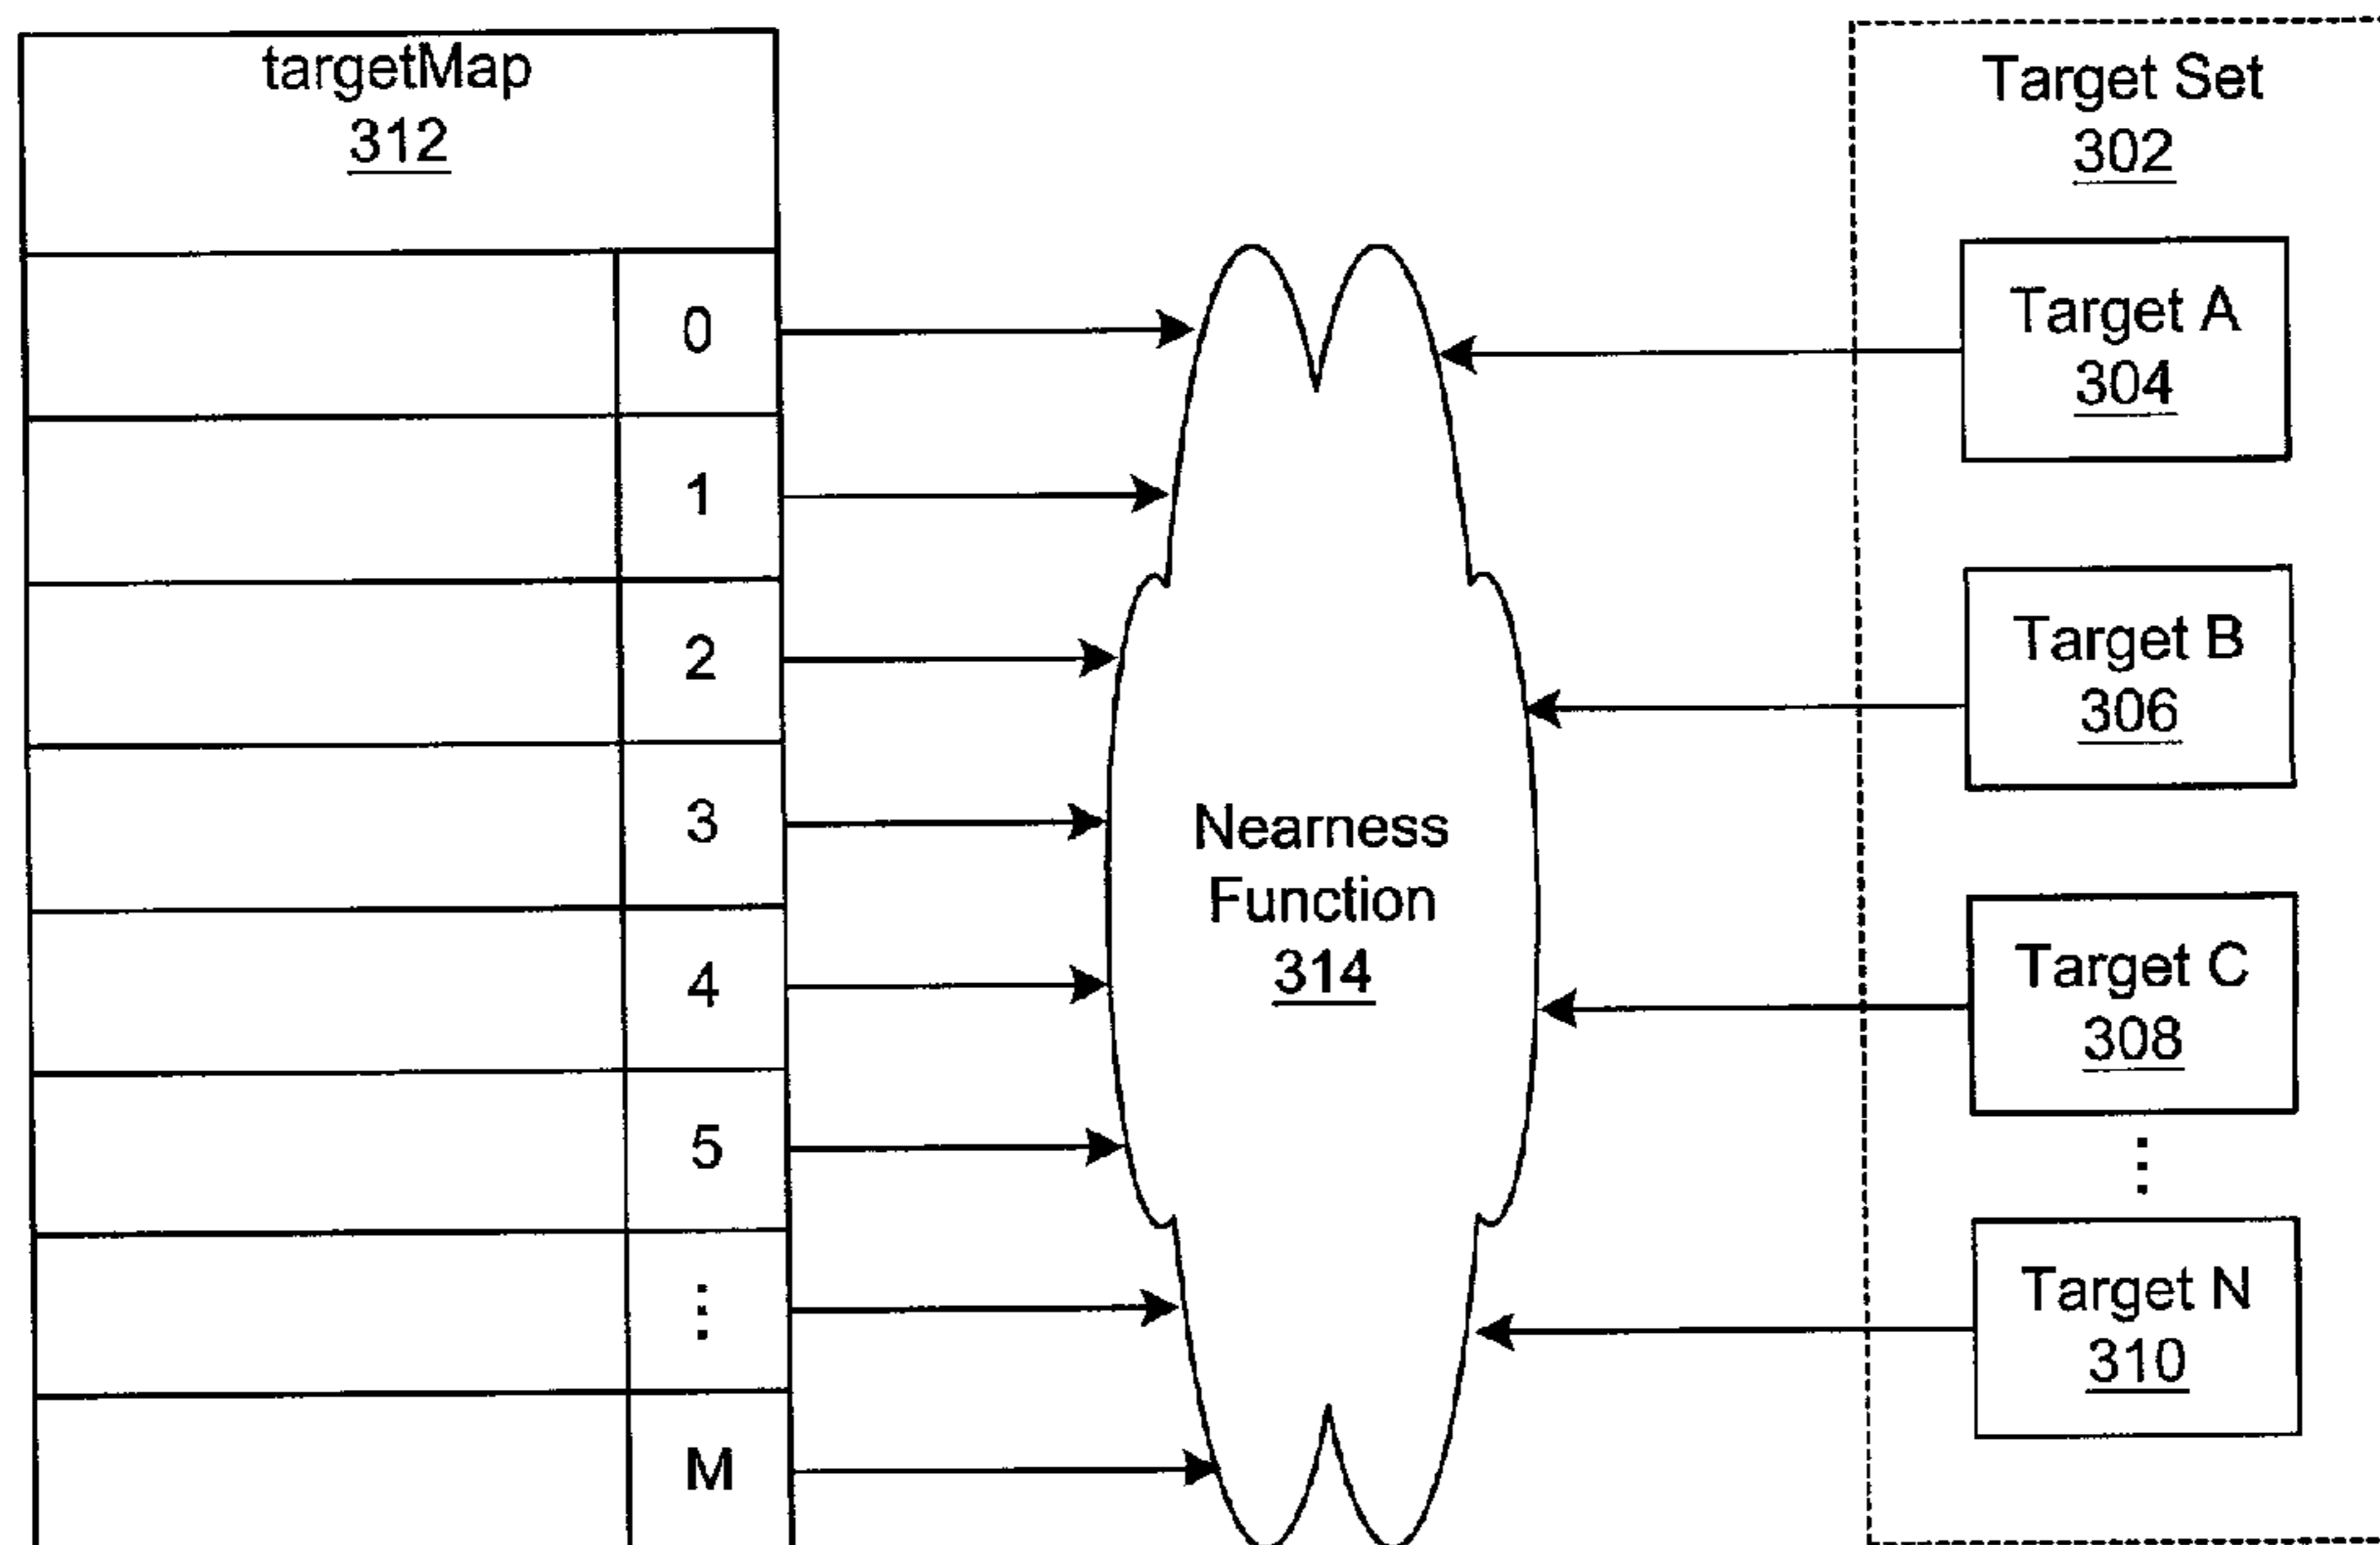 targetMap
312
0
1
2
3
4
5
⋮
M
Nearness
Function
314
Target Set
302
Target A
304
Target B
306
Target C
308
⋮
Target N
310